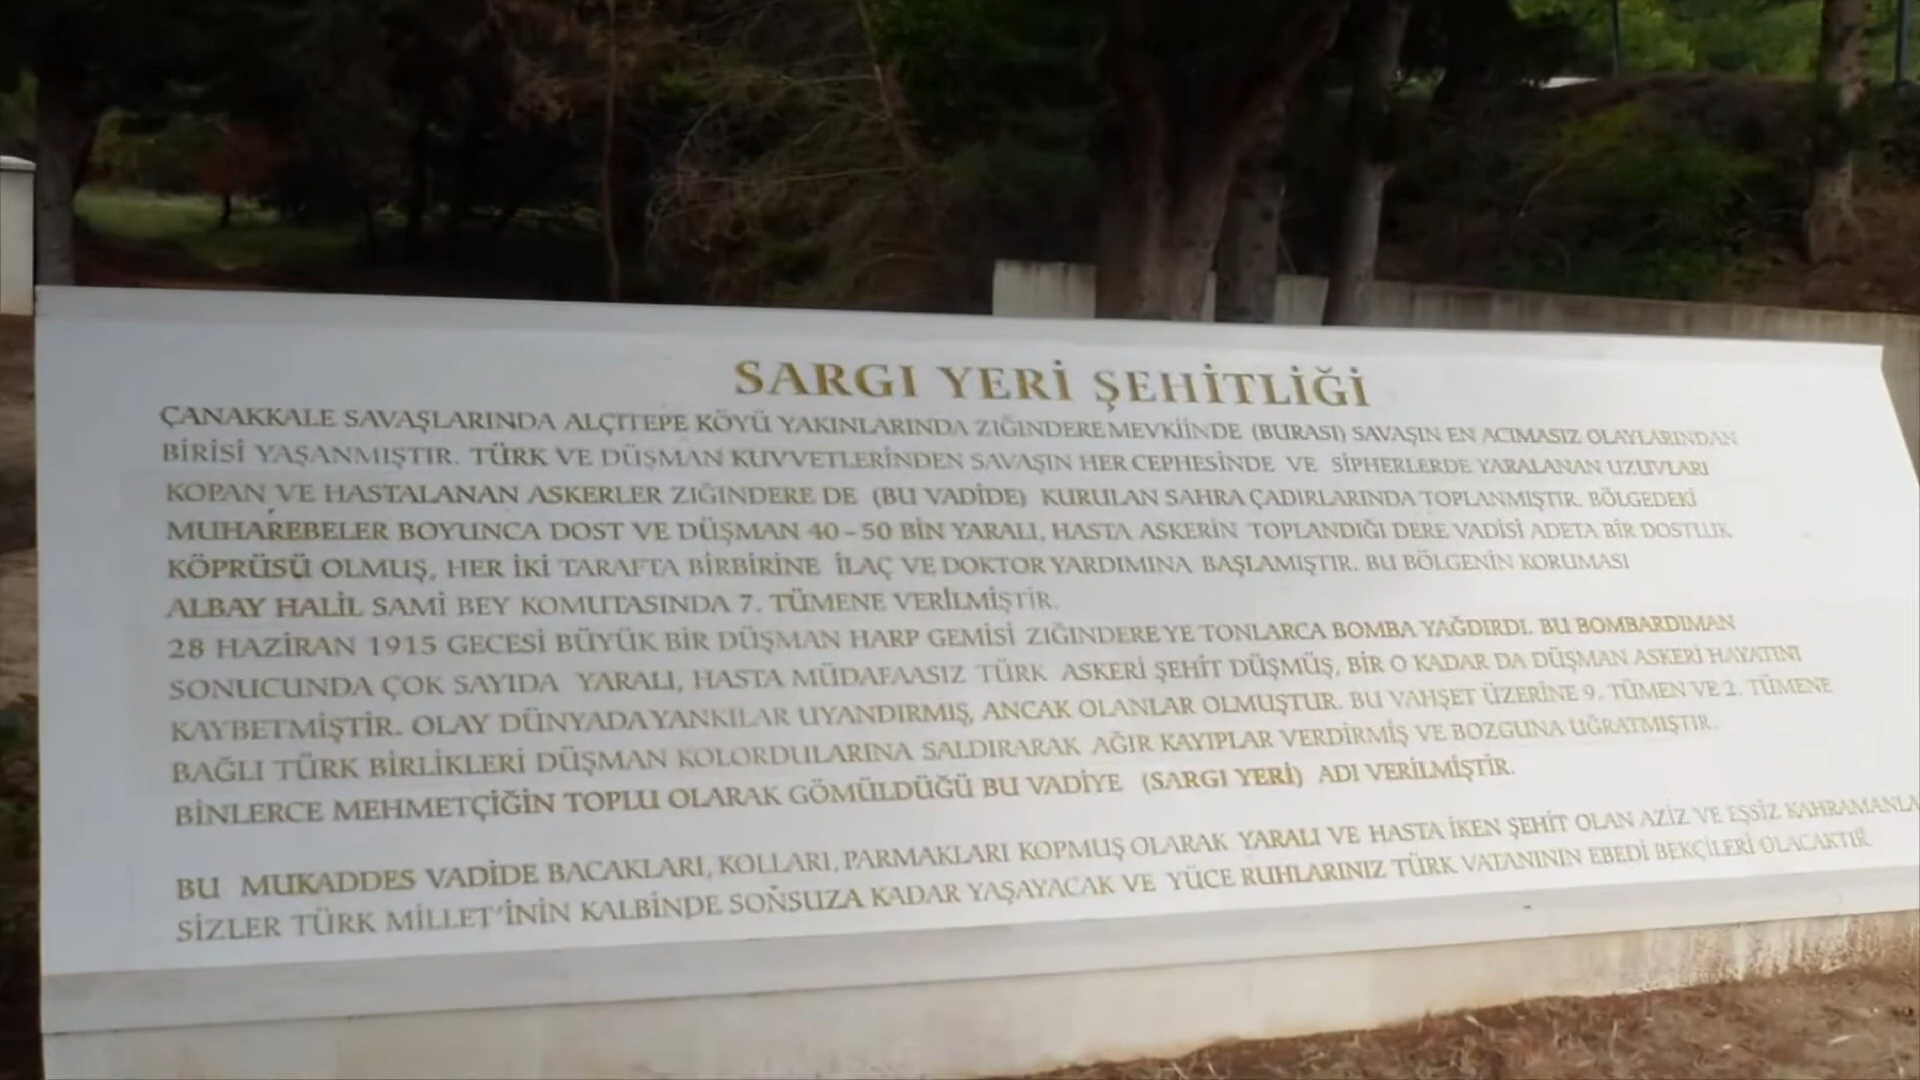 SARGI YERİ ŞEHİTLİĞİ
ÇANAKKALE SAVAŞLARINDA ALÇITEPE KÖYÜ YAKINLARINDA ZIĞINDERE MEVKİİNDE (BURASI) SAVAŞIN EN ACIMASIZ OLAYLARINDAN
BİRİSİ YAŞANMIŞTIR. TÜRK VE DÜŞMAN KUVVETLERİNDEN SAVAŞIN HER CEPHESİNDE VE SİPHERLERDE YARALANAN UZUVLARI
KOPAN VE HASTALANAN ASKERLER ZIĞINDERE DE (BU VADİDE) KURULAN SAHRA ÇADIRLARINDA TOPLANMIŞTIR. BÖLGEDEKİ
MUHAREBELER BOYUNCA DOST VE DÜŞMAN 40-50 BİN YARALI, HASTA ASKERİN TOPLANDIĞI DERE VADİSİ ADETA BİR DOSTLUK
KÖPRÜSÜ OLMUŞ, HER İKİ TARAFTA BİRBİRİNE İLAÇ VE DOKTOR YARDIMINA BAŞLAMIŞTIR. BU BÖLGENİN KORUMASI
ALBAY HALİL SAMİ BEY KOMUTASINDA 7. TÜMENE VERİLMİŞTİR.
28 HAZİRAN 1915 GECESİ BÜYÜK BİR DÜŞMAN HARP GEMİSİ ZIĞINDERE YE TONLARCA BOMBA YAĞDIRDI. BU BOMBARDIMAN
SONUCUNDA ÇOK SAYIDA YARALI, HASTA MÜDAFAASIZ TÜRK ASKERİ ŞEHİT DÜŞMÜŞ, BİR O KADAR DA DÜŞMAN ASKERİ HAYATINI
KAYBETMİŞTİR. OLAY DÜNYADA YANKILAR UYANDIRMIŞ, ANCAK OLANLAR OLMUŞTUR. BU VAHŞET ÜZERİNE 9. TÜMEN VE 2. TÜMENE
BAĞLI TÜRK BİRLİKLERİ DÜŞMAN KOLORDULARINA SALDIRARAK AĞIR KAYIPLAR VERDİRMİŞ VE BOZGUNA UĞRATMIŞTIR.
BİNLERCE MEHMETÇİĞİN TOPLU OLARAK GÖMÜLDÜĞÜ BU VADİYE (SARGI YERİ) ADI VERİLMİŞTİR.
BU MUKADDES VADİDE BACAKLARI, KOLLARI, PARMAKLARI KOPMUŞ OLARAK YARALI VE HASTA İKEN ŞEHİT OLAN AZİZ VE EŞSİZ KAHRAMANLA
SİZLER TÜRK MİLLET'İNİN KALBİNDE SONSUZA KADAR YAŞAYACAK VE YÜCE RUHLARINIZ TÜRK VATANININ EBEDİ BEKÇİLERİ OLACAKTIR.